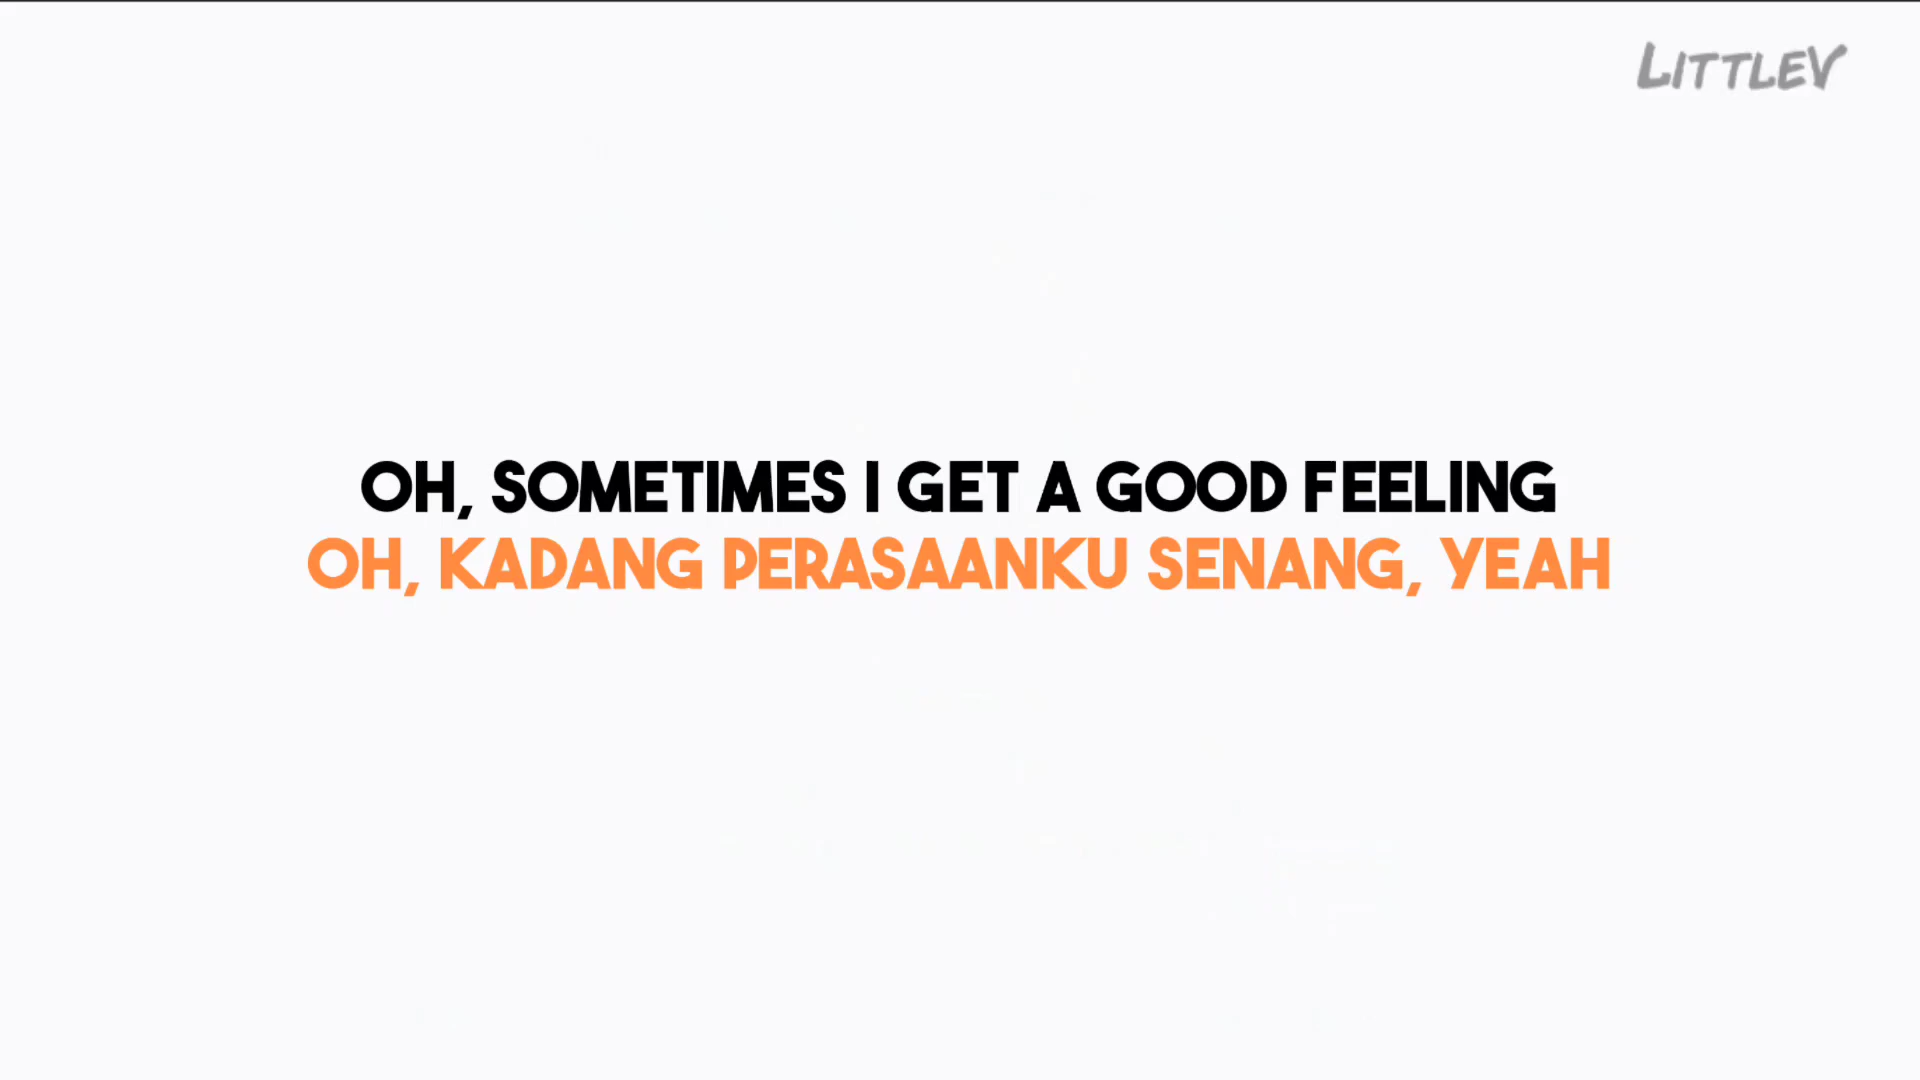 LITTLEV
OH, SOMETIMES I GET A GOOD FEELING
OH, KADANG PERASAANKU SENANG, YEAH